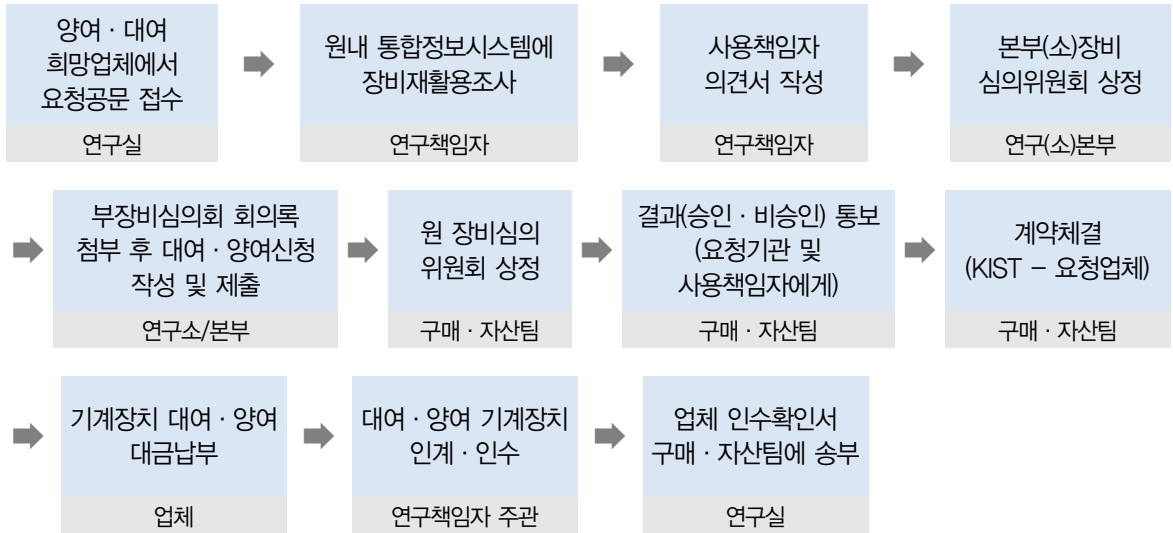 양여 · 대여
희망업체에서
요청공문 접수
연구실
원내 통합정보시스템에
장비재활용조사
연구책임자
사용책임자
의견서 작성
연구책임자
본부(소)장비
심의위원회 상정
연구(소)본부
부장비심의회 회의록
첨부 후 대여 · 양여신청
작성 및 제출
연구소/본부
원 장비심의
위원회 상정
구매 · 자산팀
결과(승인 · 비승인) 통보
(요청기관 및
사용책임자에게)
구매 · 자산팀
계약체결
(KIST - 요청업체)
구매 · 자산팀
기계장치 대여 · 양여
대금납부
업체
대여 · 양여 기계장치
인계 · 인수
연구책임자 주관
업체 인수확인서
구매 · 자산팀에 송부
연구실